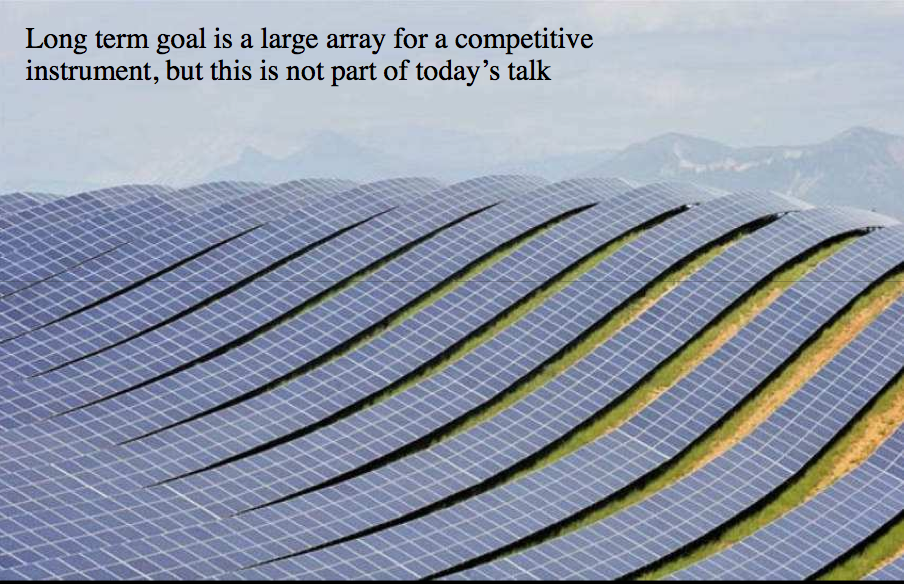 Long term goal is a large array for a competitive
instrument, but this is not part of today’s talk